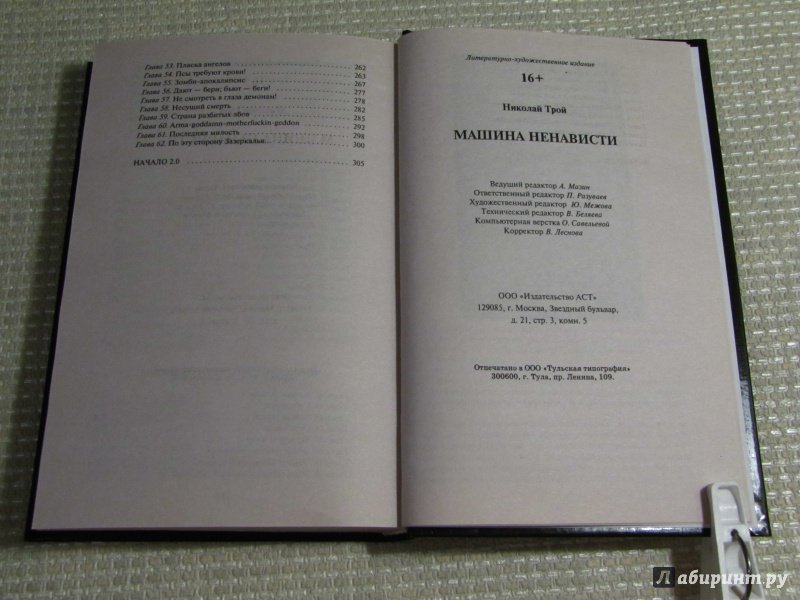 Глава 53. Пляска ангелов 262
Глава 54. Псы требуют крови! 263
Глава 55. Зомби-апокалипсис 267
Глава 56. Дают — бери; бьют — беги! 277
Глава 57. Не смотреть в глаза демонам! 278
Глава 58. Несущий смерть 282
Глава 59. Страна разбитых лбов 285
Глава 60. Arma-goddamn-motherfuckin-geddon 292
Глава 61. Последняя милость 298
Глава 62. По эту сторону Зазеркалья... 300
НАЧАЛО 2.0 305
Литературно-художественное издание
16+
Николай Трой
МАШИНА НЕНАВИСТИ
Ведущий редактор А. Мазин
Ответственный редактор П. Разуваев
Художественный редактор Ю. Межова
Технический редактор В. Беляева
Компьютерная верстка О. Савельевой
Корректор В. Леснова
ООО «Издательство АСТ»
129085, г. Москва, Звездный бульвар,
д. 21, стр. 3, комн. 5
Отпечатано в ООО «Тульская типография»
300600, г. Тула, пр. Ленина, 109.
Лабиринт.ру